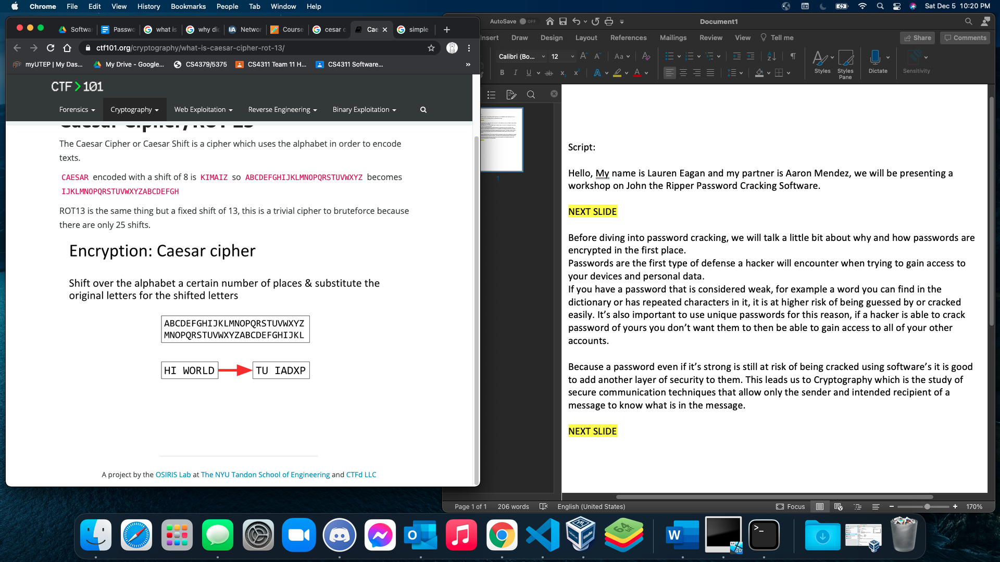 Chrome File Edit View History Bookmarks People Tab Window Help
Sat Dec 5 10:20 PM
Softwa
Passwo
what is
why dic
Networ
Course
cesar c
Cae
simple
ctf101.org/cryptography/what-is-caesar-cipher-rot-13/
myUTEP | My Das...
My Drive - Google...
CS4379/5375
CS4311 Team 11 H...
CS4311 Software...
CTF > 101
Forensics
Cryptography
Web Exploitation
Reverse Engineering
Binary Exploitation
The Caesar Cipher or Caesar Shift is a cipher which uses the alphabet in order to encode
texts.
CAESAR encoded with a shift of 8 is KIMAIZ so ABCDEFGHIJKLMNOPQRSTUVWXYZ becomes
IJKLMNOPQRSTUVWXYZABCDEFGH
ROT13 is the same thing but a fixed shift of 13, this is a trivial cipher to bruteforce because
there are only 25 shifts.
Encryption: Caesar cipher
Shift over the alphabet a certain number of places & substitute the
original letters for the shifted letters
ABCDEFGHIJKLMNOPQRSTUVWXYZ
MNOPQRSTUVWXYZABCDEFGHIJKL
HI WORLD
TU IADXP
A project by the OSIRIS Lab at The NYU Tandon School of Engineering and CTFd LLC
AutoSave OFF
Document1
nsert Draw Design Layout References Mailings Review View Tell me
Share
Comments
Calibri (Bo...
12
Styles
Styles
Pane
Dictate
Sensitivity
1
Script:
Hello, My name is Lauren Eagan and my partner is Aaron Mendez, we will be presenting a
workshop on John the Ripper Password Cracking Software.
NEXT SLIDE
Before diving into password cracking, we will talk a little bit about why and how passwords are
encrypted in the first place.
Passwords are the first type of defense a hacker will encounter when trying to gain access to
your devices and personal data.
If you have a password that is considered weak, for example a word you can find in the
dictionary or has repeated characters in it, it is at higher risk of being guessed by or cracked
easily. It’s also important to use unique passwords for this reason, if a hacker is able to crack
password of yours you don’t want them to then be able to gain access to all of your other
accounts.
Because a password even if it’s strong is still at risk of being cracked using software’s it is good
to add another layer of security to them. This leads us to Cryptography which is the study of
secure communication techniques that allow only the sender and intended recipient of a
message to know what is in the message.
NEXT SLIDE
Page 1 of 1
206 words
English (United States)
Focus
170%